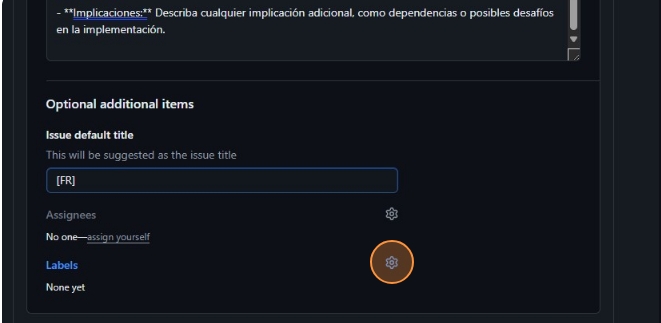 - **Implicaciones:** Describa cualquier implicación adicional, como dependencias o posibles desafíos
en la implementación.
Optional additional items
Issue default title
This will be suggested as the issue title
[FR]
Assignees
No one—assign yourself
Labels
None yet